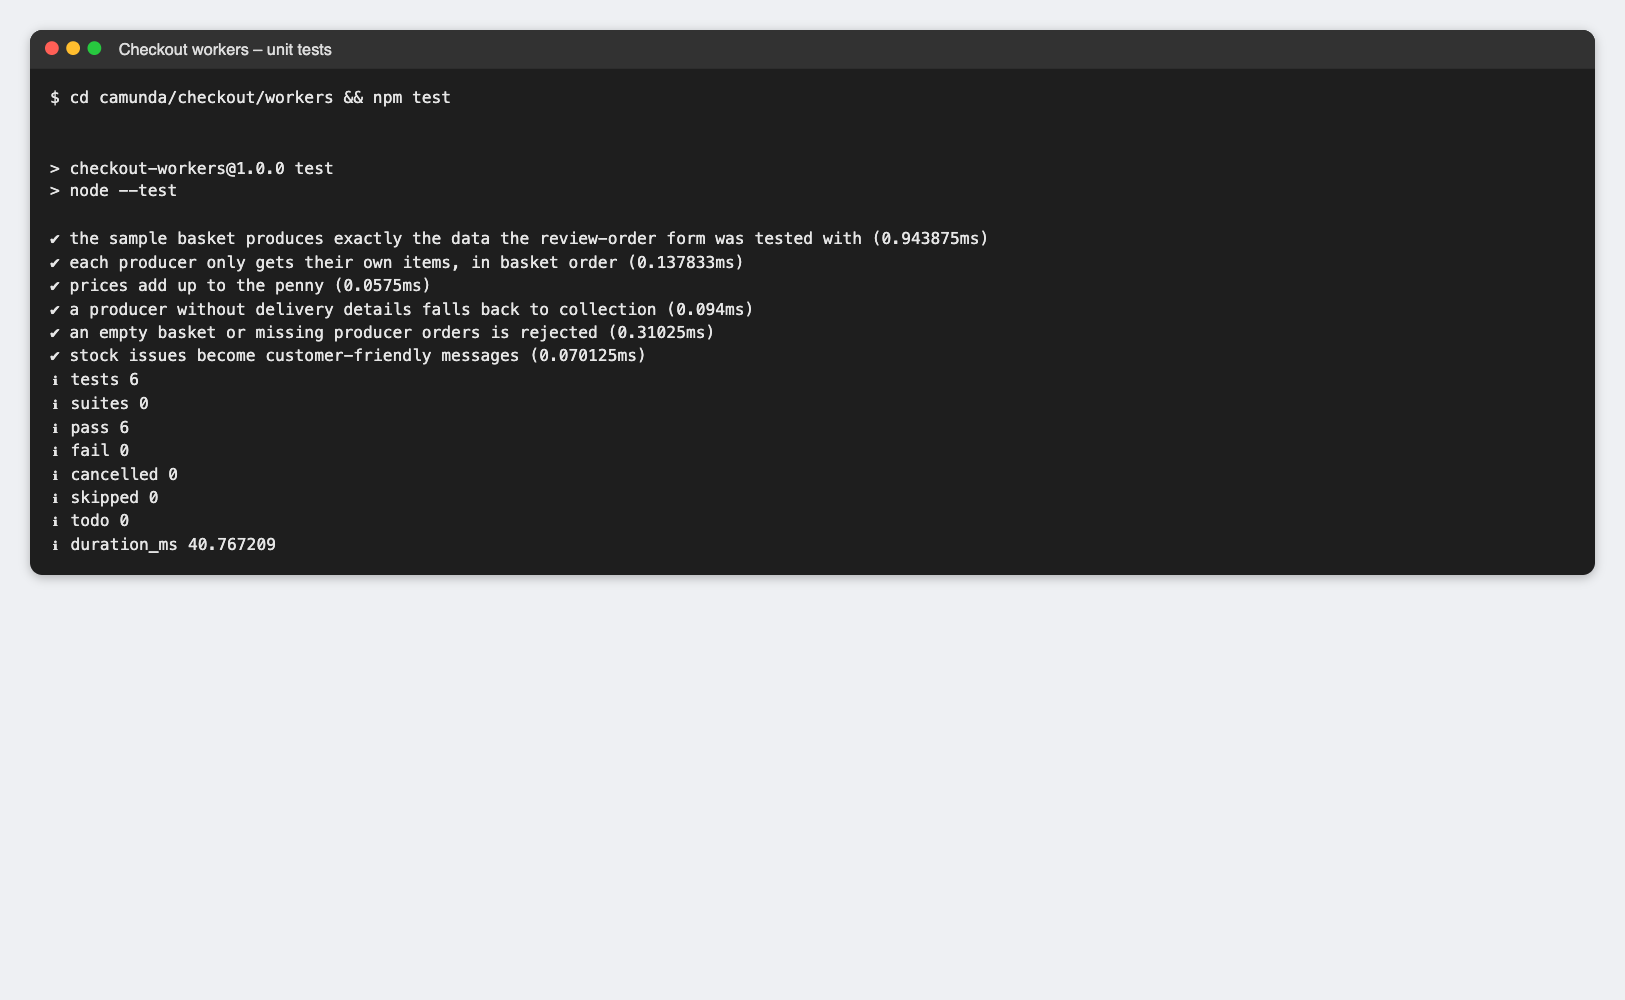 Checkout workers – unit tests
$ cd camunda/checkout/workers && npm test
> checkout-workers@1.0.0 test
> node --test
✔ the sample basket produces exactly the data the review-order form was tested with (0.943875ms)
✔ each producer only gets their own items, in basket order (0.137833ms)
✔ prices add up to the penny (0.0575ms)
✔ a producer without delivery details falls back to collection (0.094ms)
✔ an empty basket or missing producer orders is rejected (0.31025ms)
✔ stock issues become customer-friendly messages (0.070125ms)
ℹ tests 6
ℹ suites 0
ℹ pass 6
ℹ fail 0
ℹ cancelled 0
ℹ skipped 0
ℹ todo 0
ℹ duration_ms 40.767209